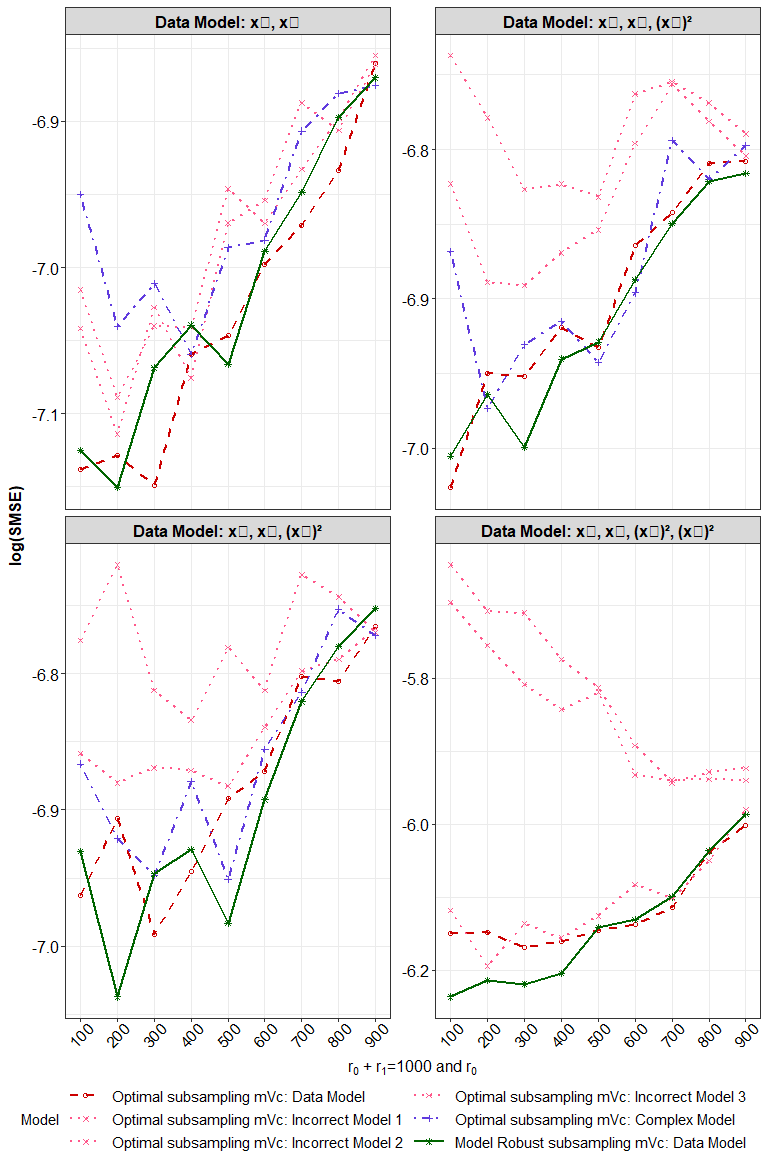 Data Model: x▯, x▯
Data Model: x▯, x▯, (x▯)²
-6.9
-7.0
-7.1
-6.8
-6.9
-7.0
log(SMSE)
Data Model: x▯, x▯, (x▯)²
Data Model: x▯, x▯, (x▯)², (x▯)²
-6.8
-6.9
-7.0
-5.8
-6.0
-6.2
100 200 300 400 500 600 700 800 900
100 200 300 400 500 600 700 800 900
r₀ + r₁=1000 and r₀
Model
Optimal subsampling mVc: Data Model
Optimal subsampling mVc: Incorrect Model 1
Optimal subsampling mVc: Incorrect Model 2
Optimal subsampling mVc: Incorrect Model 3
Optimal subsampling mVc: Complex Model
Model Robust subsampling mVc: Data Model